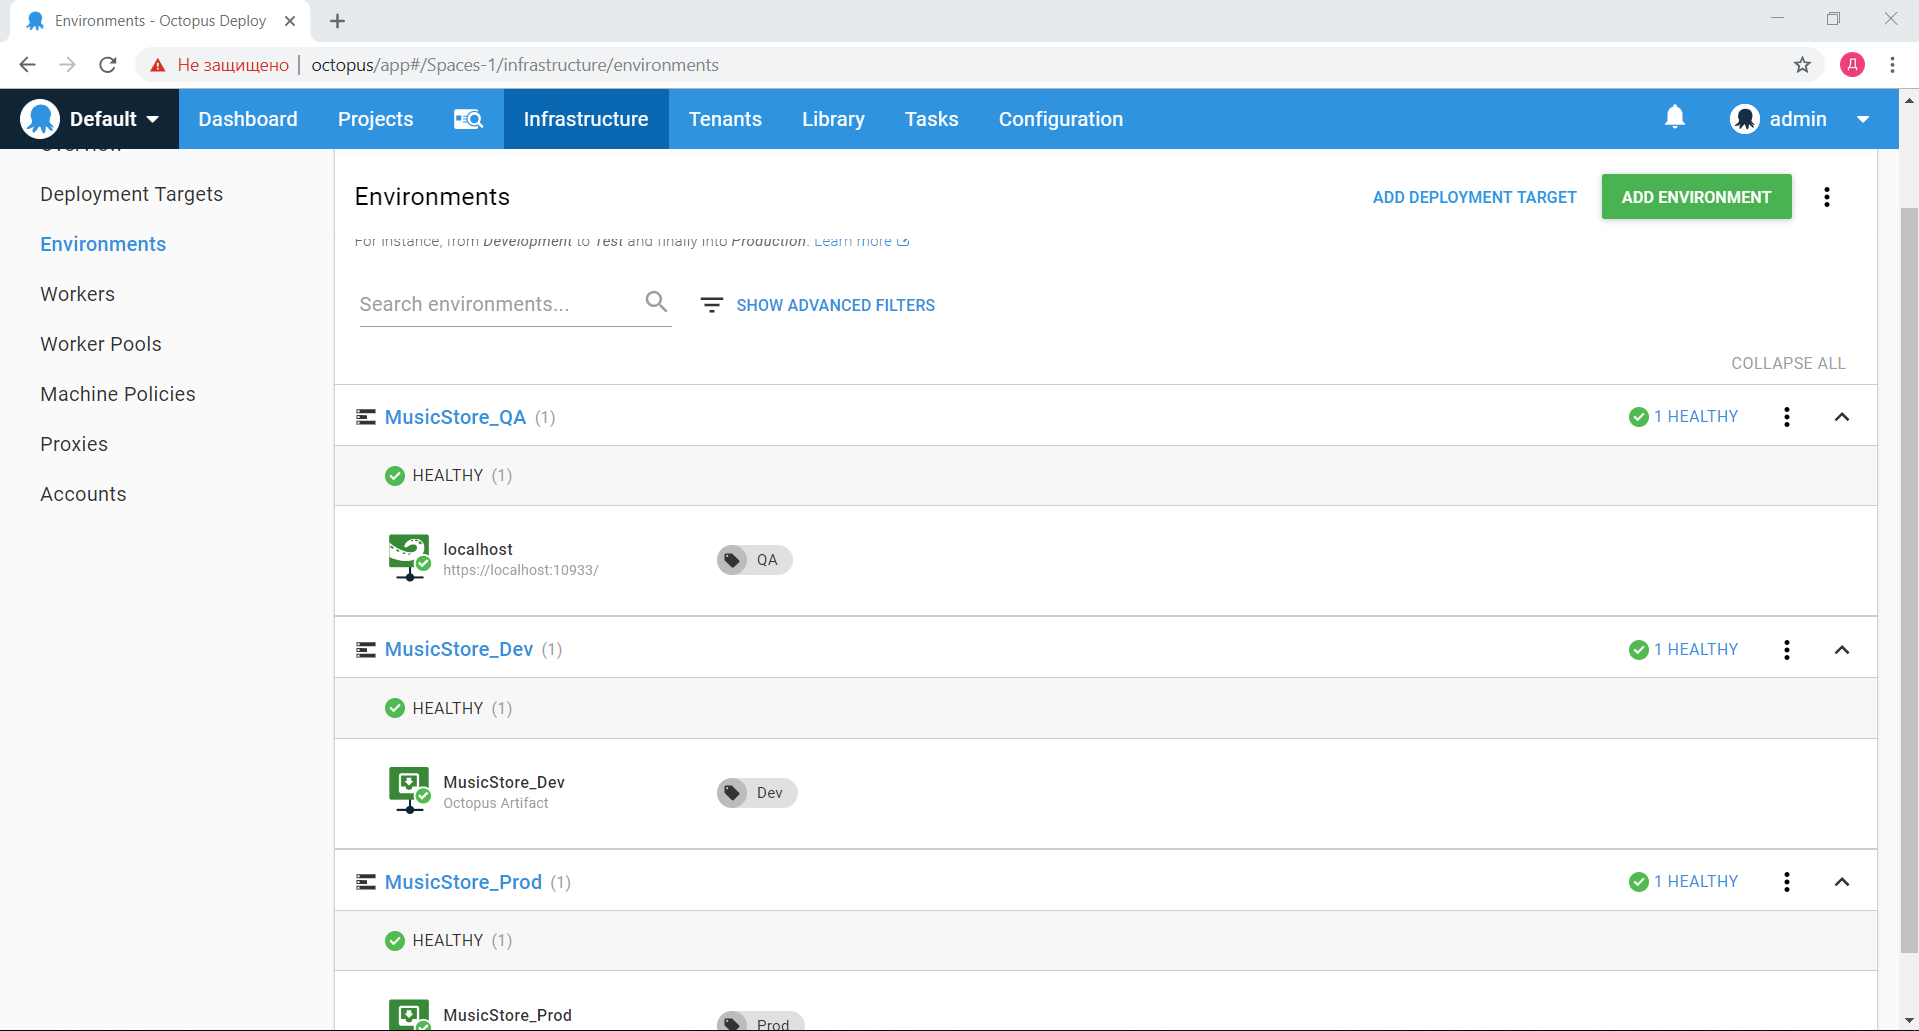 Environments - Octopus Deploy
Не защищено | octopus/app#/Spaces-1/infrastructure/environments
Д
Default Dashboard Projects Infrastructure Tenants Library Tasks Configuration admin
Overview
Deployment Targets
Environments
Workers
Worker Pools
Machine Policies
Proxies
Accounts
Environments
ADD DEPLOYMENT TARGET
ADD ENVIRONMENT
For instance, from Development to Test and finally into Production. Learn more
Search environments...
SHOW ADVANCED FILTERS
COLLAPSE ALL
MusicStore_QA (1)
1 HEALTHY
HEALTHY (1)
localhost
https://localhost:10933/
QA
MusicStore_Dev (1)
1 HEALTHY
HEALTHY (1)
MusicStore_Dev
Octopus Artifact
Dev
MusicStore_Prod (1)
1 HEALTHY
HEALTHY (1)
MusicStore_Prod
Prod